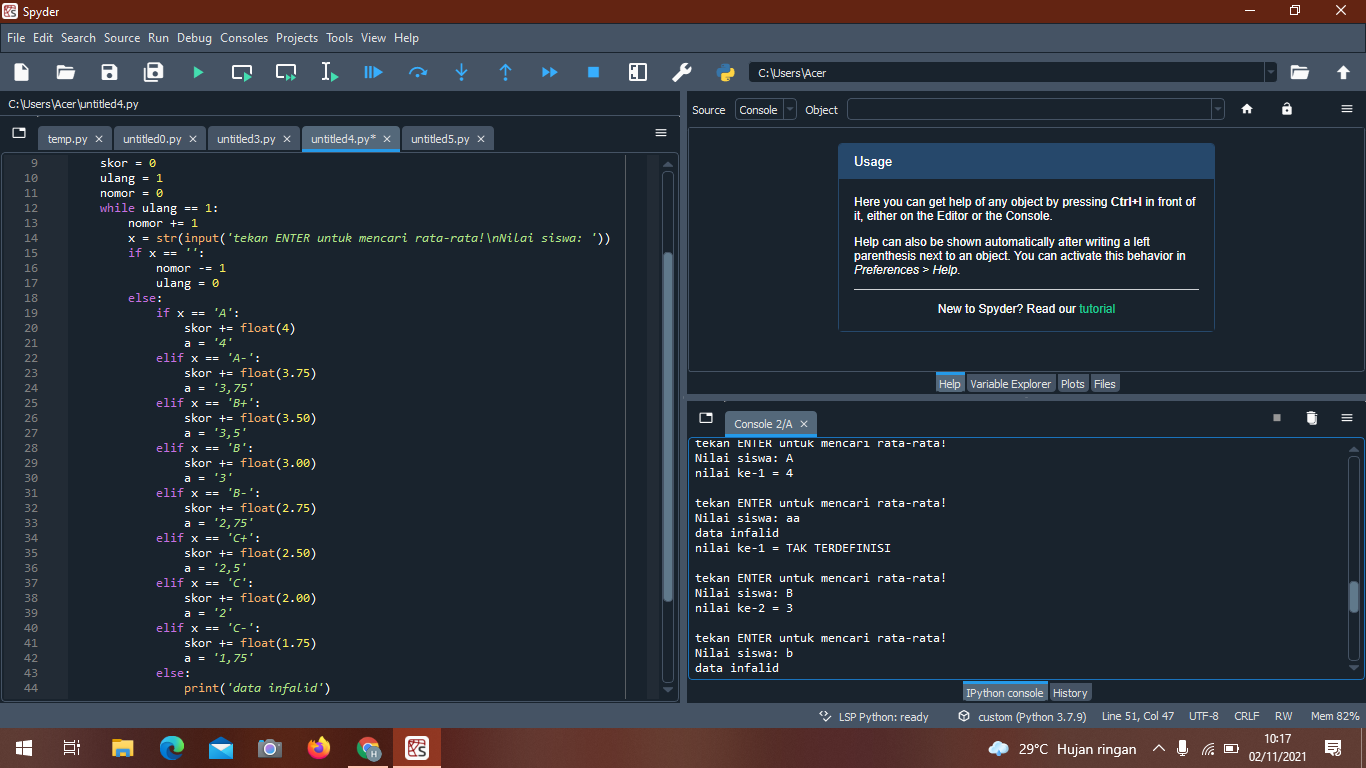 Spyder
File Edit Search Source Run Debug Consoles Projects Tools View Help
C:\Users\Acer
C:\Users\Acer\untitled4.py
temp.py untitled0.py untitled3.py untitled4.py* untitled5.py
9 skor = 0
10 ulang = 1
11 nomor = 0
12 while ulang == 1:
13 nomor += 1
14 x = str(input('tekan ENTER untuk mencari rata-rata!\nNilai siswa: '))
15 if x == '':
16 nomor -= 1
17 ulang = 0
18 else:
19 if x == 'A':
20 skor += float(4)
21 a = '4'
22 elif x == 'A-':
23 skor += float(3.75)
24 a = '3,75'
25 elif x == 'B+':
26 skor += float(3.50)
27 a = '3,5'
28 elif x == 'B':
29 skor += float(3.00)
30 a = '3'
31 elif x == 'B-':
32 skor += float(2.75)
33 a = '2,75'
34 elif x == 'C+':
35 skor += float(2.50)
36 a = '2,5'
37 elif x == 'C':
38 skor += float(2.00)
39 a = '2'
40 elif x == 'C-':
41 skor += float(1.75)
42 a = '1,75'
43 else:
44 print('data infalid')
Source Console Object
Usage
Here you can get help of any object by pressing Ctrl+I in front of
it, either on the Editor or the Console.
Help can also be shown automatically after writing a left
parenthesis next to an object. You can activate this behavior in
Preferences > Help.
New to Spyder? Read our tutorial
Help Variable Explorer Plots Files
Console 2/A
tekan ENTER untuk mencari rata-rata!
Nilai siswa: A
nilai ke-1 = 4
tekan ENTER untuk mencari rata-rata!
Nilai siswa: aa
data infalid
nilai ke-1 = TAK TERDEFINISI
tekan ENTER untuk mencari rata-rata!
Nilai siswa: B
nilai ke-2 = 3
tekan ENTER untuk mencari rata-rata!
Nilai siswa: b
data infalid
IPython console History
LSP Python: ready custom (Python 3.7.9) Line 51, Col 47 UTF-8 CRLF RW Mem 82%
29°C Hujan ringan
10:17
02/11/2021